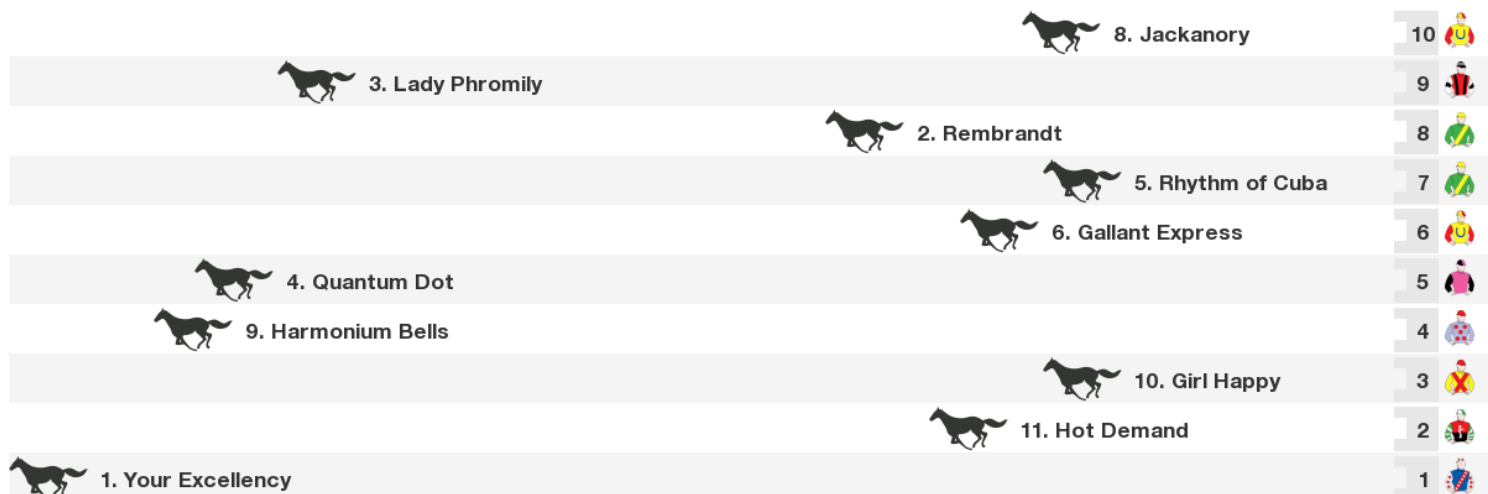 8. Jackanory 10
3. Lady Phromily 9
2. Rembrandt 8
5. Rhythm of Cuba 7
6. Gallant Express 6
4. Quantum Dot 5
9. Harmonium Bells 4
10. Girl Happy 3
11. Hot Demand 2
1. Your Excellency 1